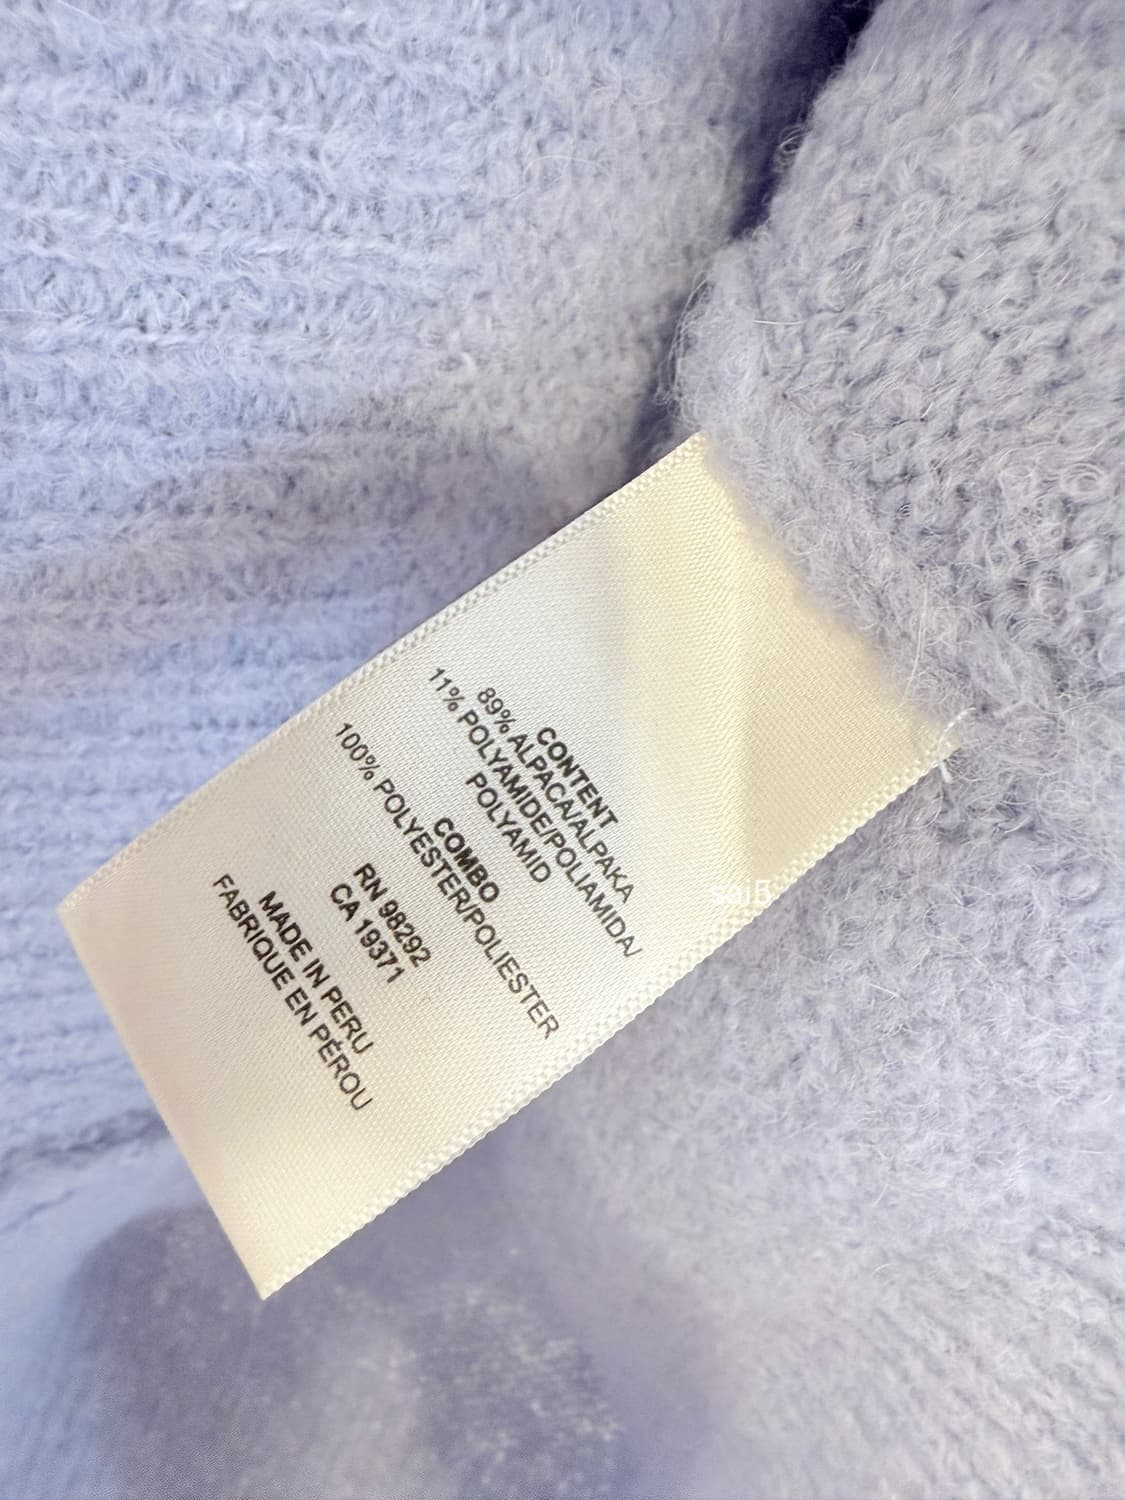 CONTENT
89% ALPACA/ALPAKA
11% POLYAMIDE/POLIAMIDA/
POLYAMID
COMBO
100% POLYESTER/POLIESTER
RN 98292
CA 19371
MADE IN PERU
FABRIQUE EN PÉROU